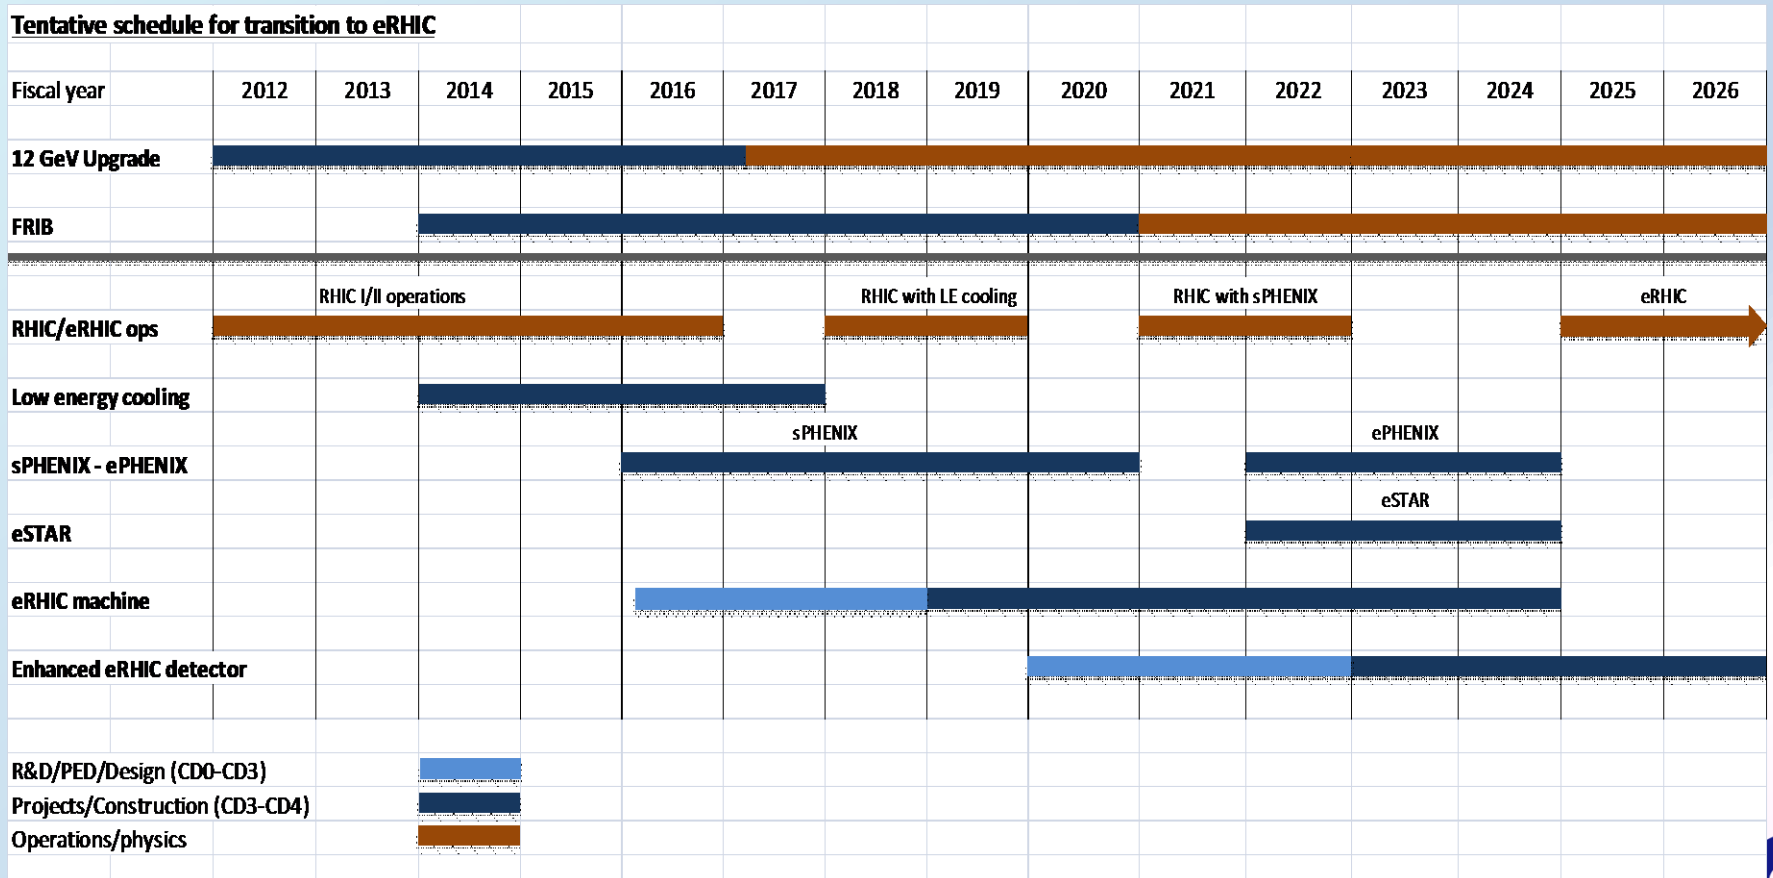 Tentative schedule for transition to eRHIC
Fiscal year 2012 2013 2014 2015 2016 2017 2018 2019 2020 2021 2022 2023 2024 2025 2026
12 GeV Upgrade
FRIB
RHIC I/II operations RHIC with LE cooling RHIC with sPHENIX eRHIC
RHIC/eRHIC ops
Low energy cooling
sPHENIX ePHENIX
sPHENIX - ePHENIX
eSTAR
eSTAR
eRHIC machine
Enhanced eRHIC detector
R&D/PED/Design (CD0-CD3)
Projects/Construction (CD3-CD4)
Operations/physics